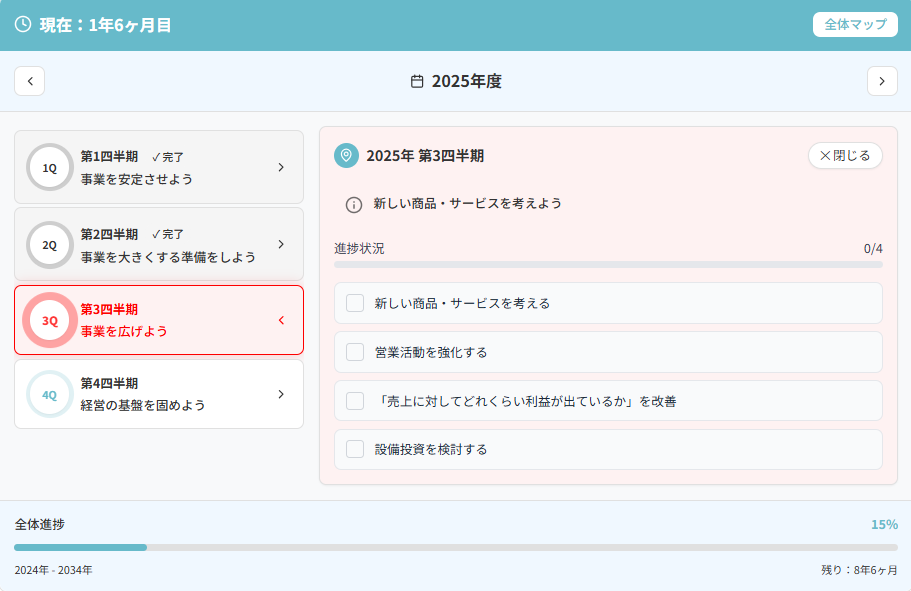 現在：1年6ヶ月目
全体マップ
2025年度
1Q
第1四半期 ✓完了
事業を安定させよう
2Q
第2四半期 ✓完了
事業を大きくする準備をしよう
3Q
第3四半期
事業を広げよう
4Q
第4四半期
経営の基盤を固めよう
2025年 第3四半期
×閉じる
新しい商品・サービスを考えよう
進捗状況 0/4
新しい商品・サービスを考える
営業活動を強化する
「売上に対してどれくらい利益が出ているか」を改善
設備投資を検討する
全体進捗 15%
2024年 - 2034年 残り：8年6ヶ月